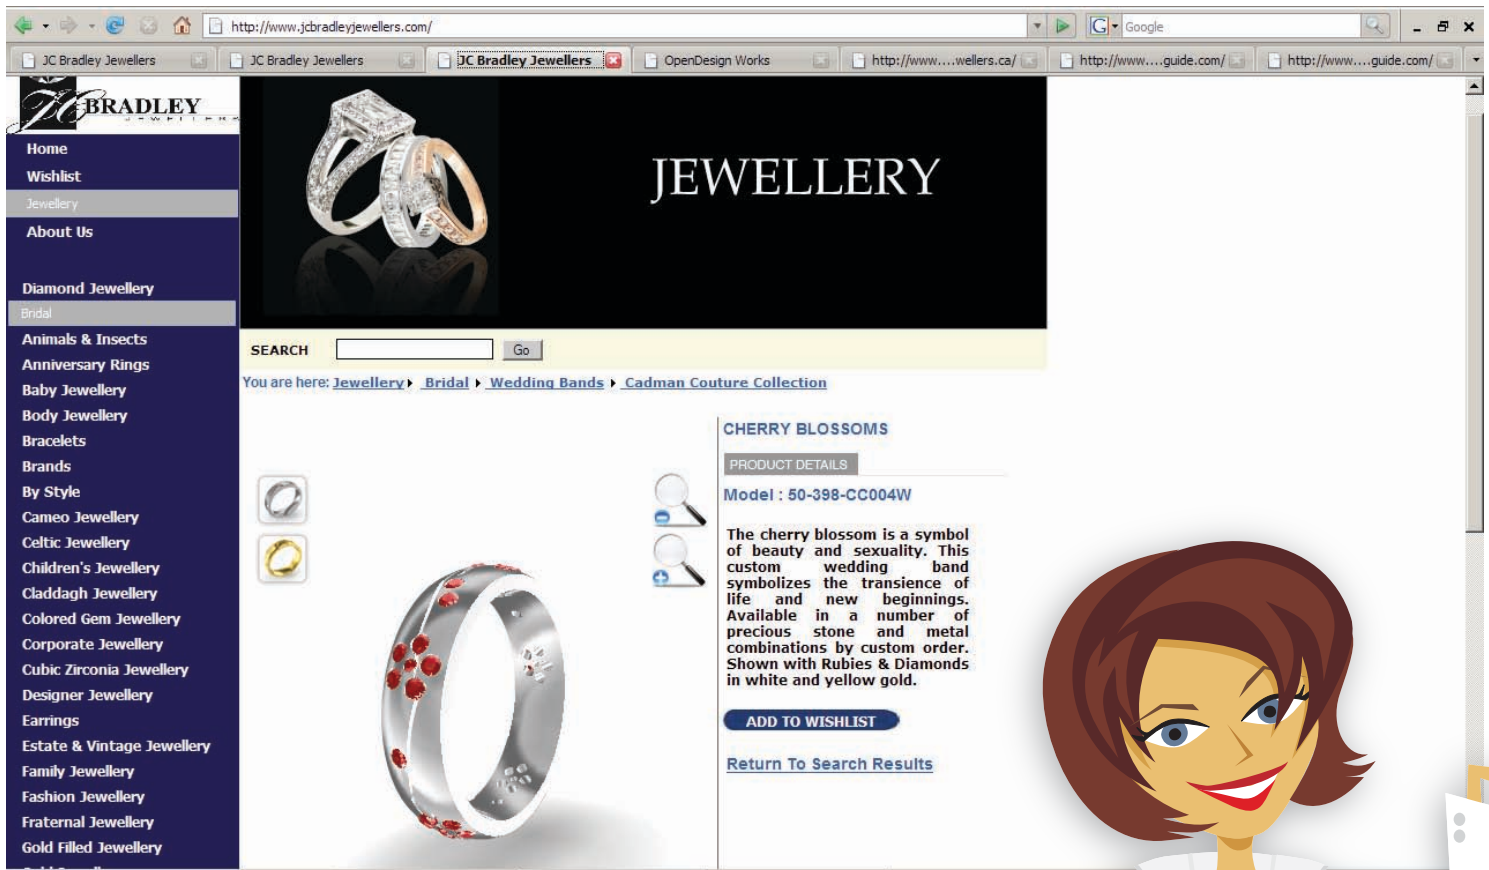 http://www.jcbradleyjewellers.com/
G
Google
JC Bradley Jewellers
JC Bradley Jewellers
JC Bradley Jewellers
OpenDesign Works
http://www....wellers.ca/
http://www....guide.com/
http://www....guide.com/
JC BRADLEY
JEWELLERS
Home
Wishlist
Jewellery
About Us
Diamond Jewellery
Bridal
Animals & Insects
Anniversary Rings
Baby Jewellery
Body Jewellery
Bracelets
Brands
By Style
Cameo Jewellery
Celtic Jewellery
Children's Jewellery
Claddagh Jewellery
Colored Gem Jewellery
Corporate Jewellery
Cubic Zirconia Jewellery
Designer Jewellery
Earrings
Estate & Vintage Jewellery
Family Jewellery
Fashion Jewellery
Fraternal Jewellery
Gold Filled Jewellery
JEWELLERY
SEARCH
Go
You are here: Jewellery Bridal Wedding Bands Cadman Couture Collection
CHERRY BLOSSOMS
PRODUCT DETAILS
Model : 50-398-CC004W
The cherry blossom is a symbol
of beauty and sexuality. This
custom wedding band
symbolizes the transience of
life and new beginnings.
Available in a number of
precious stone and metal
combinations by custom order.
Shown with Rubies & Diamonds
in white and yellow gold.
ADD TO WISHLIST
Return To Search Results